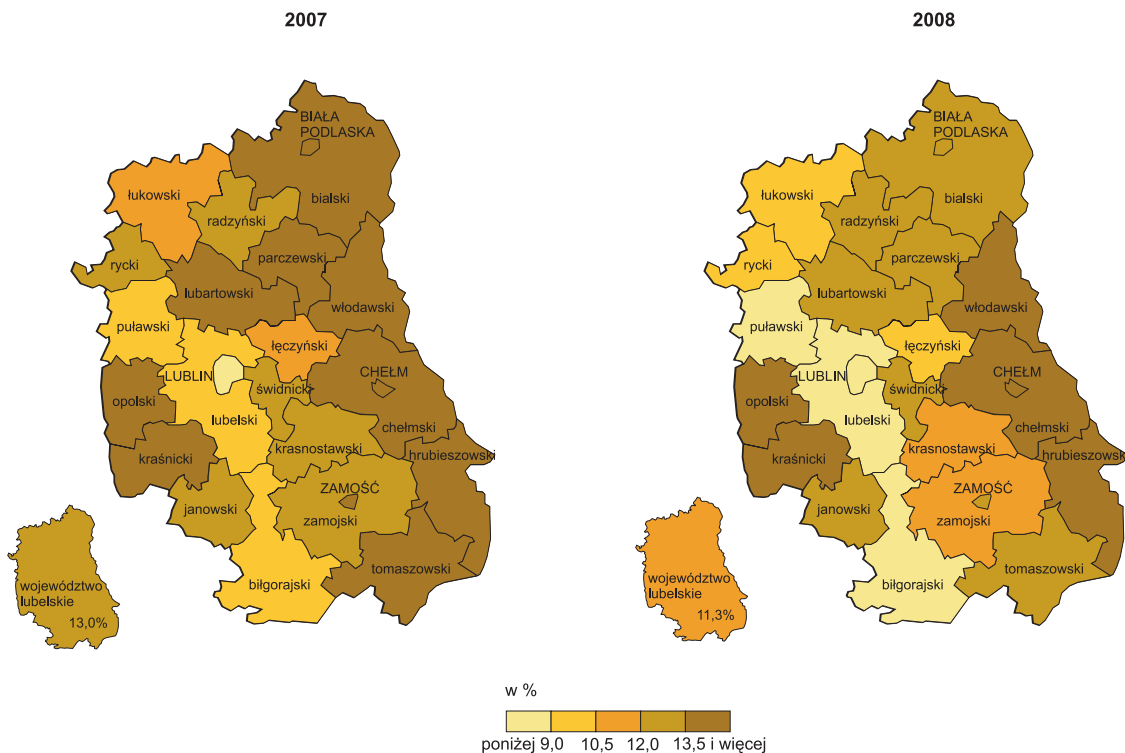 2007
BIAŁA
PODLASKA
łukowski
radzyński
bialski
rycki
parczewski
lubartowski
włodawski
puławski
łęczyński
LUBLIN
świdnicki
CHEŁM
opolski
lubelski
chełmski
krasnostawski
hrubieszowski
kraśnicki
ZAMOŚĆ
janowski
zamojski
tomaszowski
biłgorajski
województwo
lubelskie
13,0%
2008
BIAŁA
PODLASKA
łukowski
radzyński
bialski
rycki
parczewski
lubartowski
włodawski
puławski
łęczyński
LUBLIN
świdnicki
CHEŁM
opolski
lubelski
chełmski
krasnostawski
hrubieszowski
kraśnicki
ZAMOŚĆ
janowski
zamojski
tomaszowski
biłgorajski
województwo
lubelskie
11,3%
w %
poniżej 9,0 10,5 12,0 13,5 i więcej